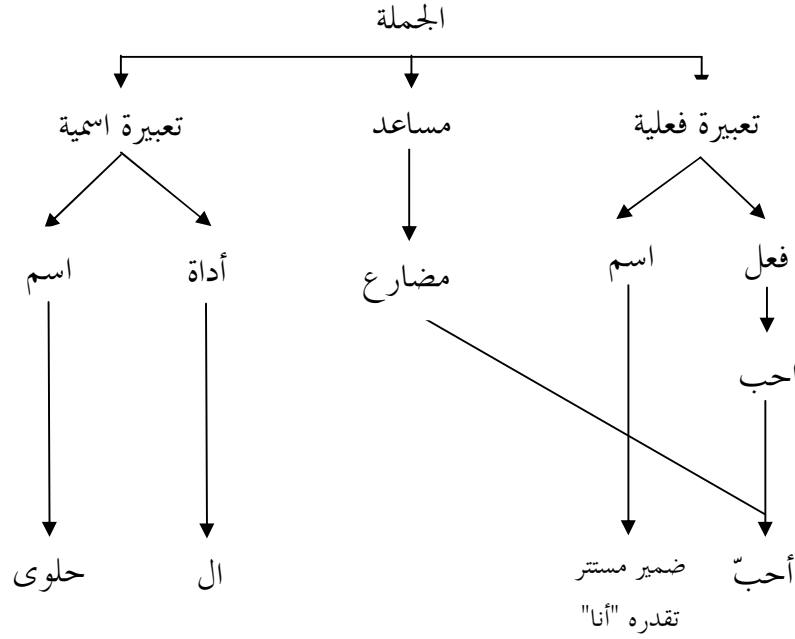 الجملة
تعبيرة فعلية مساعد تعبيرة اسمية
فعل اسم مضارع أداة اسم
احب
أحبّ ضمير مستتر ال حلوى
تقدره "أنا"